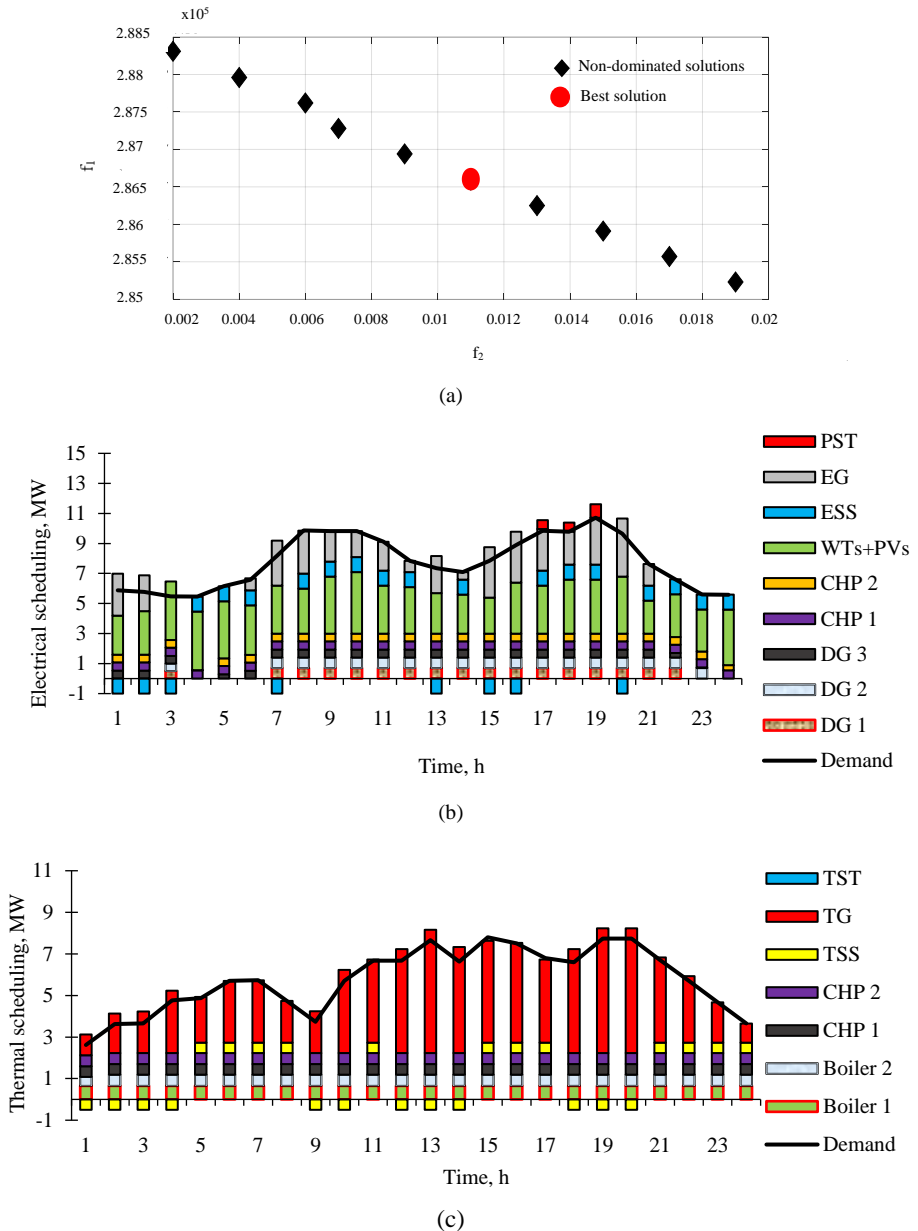 x10⁵
2.885
2.88
2.875
2.87
2.865
2.86
2.855
2.85
f₁
Non-dominated solutions
Best solution
0.002 0.004 0.006 0.008 0.01 0.012 0.014 0.016 0.018 0.02
f₂
(a)
Electrical scheduling, MW
15
13
11
9
7
5
3
1
-1
1 3 5 7 9 11 13 15 17 19 21 23
Time, h
PST
EG
ESS
WTs+PVs
CHP 2
CHP 1
DG 3
DG 2
DG 1
Demand
(b)
Thermal scheduling, MW
11
9
7
5
3
1
-1
1 3 5 7 9 11 13 15 17 19 21 23
Time, h
TST
TG
TSS
CHP 2
CHP 1
Boiler 2
Boiler 1
Demand
(c)